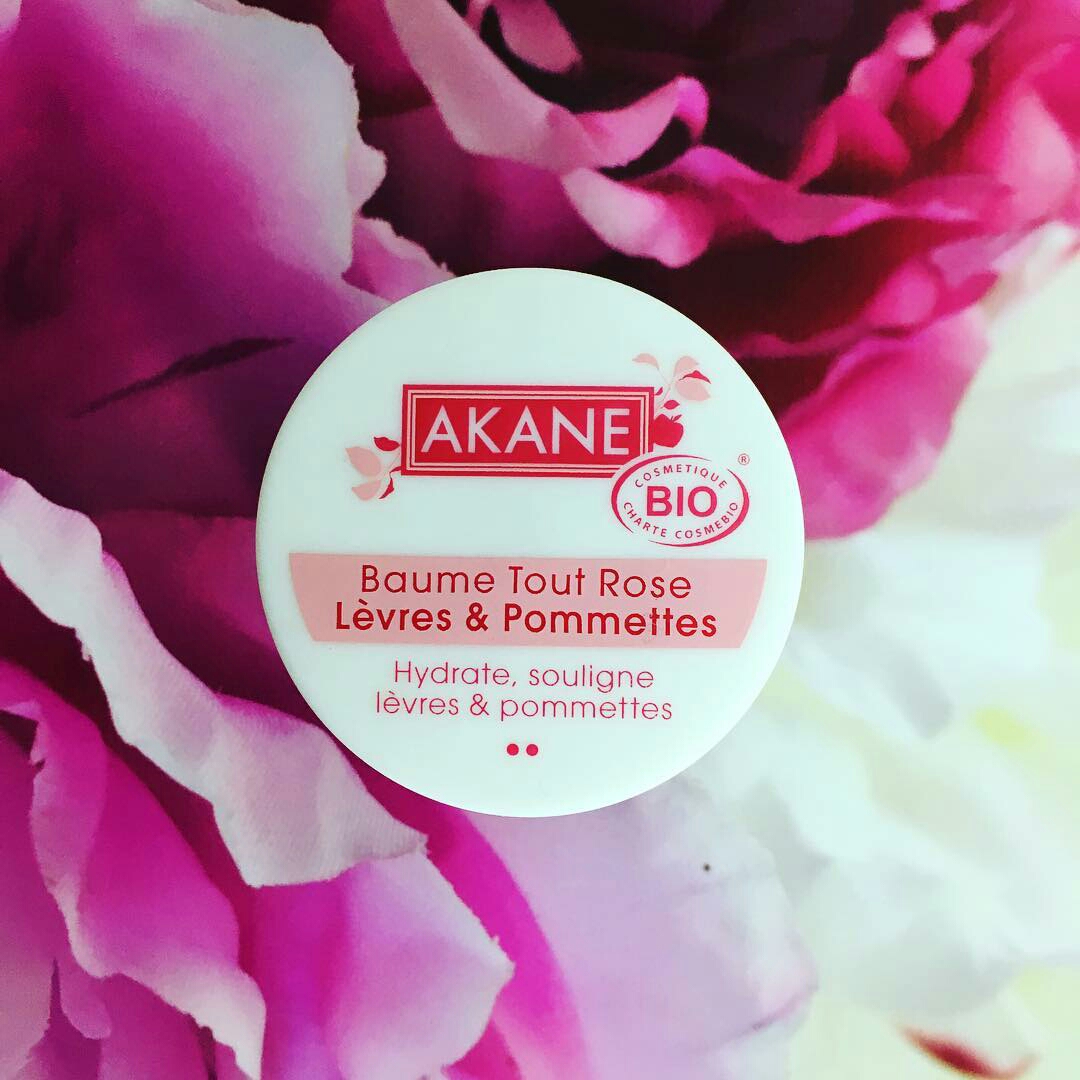 AKANE
®
COSMETIQUE
BIO
CHARTE COSMEBIO
Baume Tout Rose
Lèvres & Pommettes
Hydrate, souligne
lèvres & pommettes